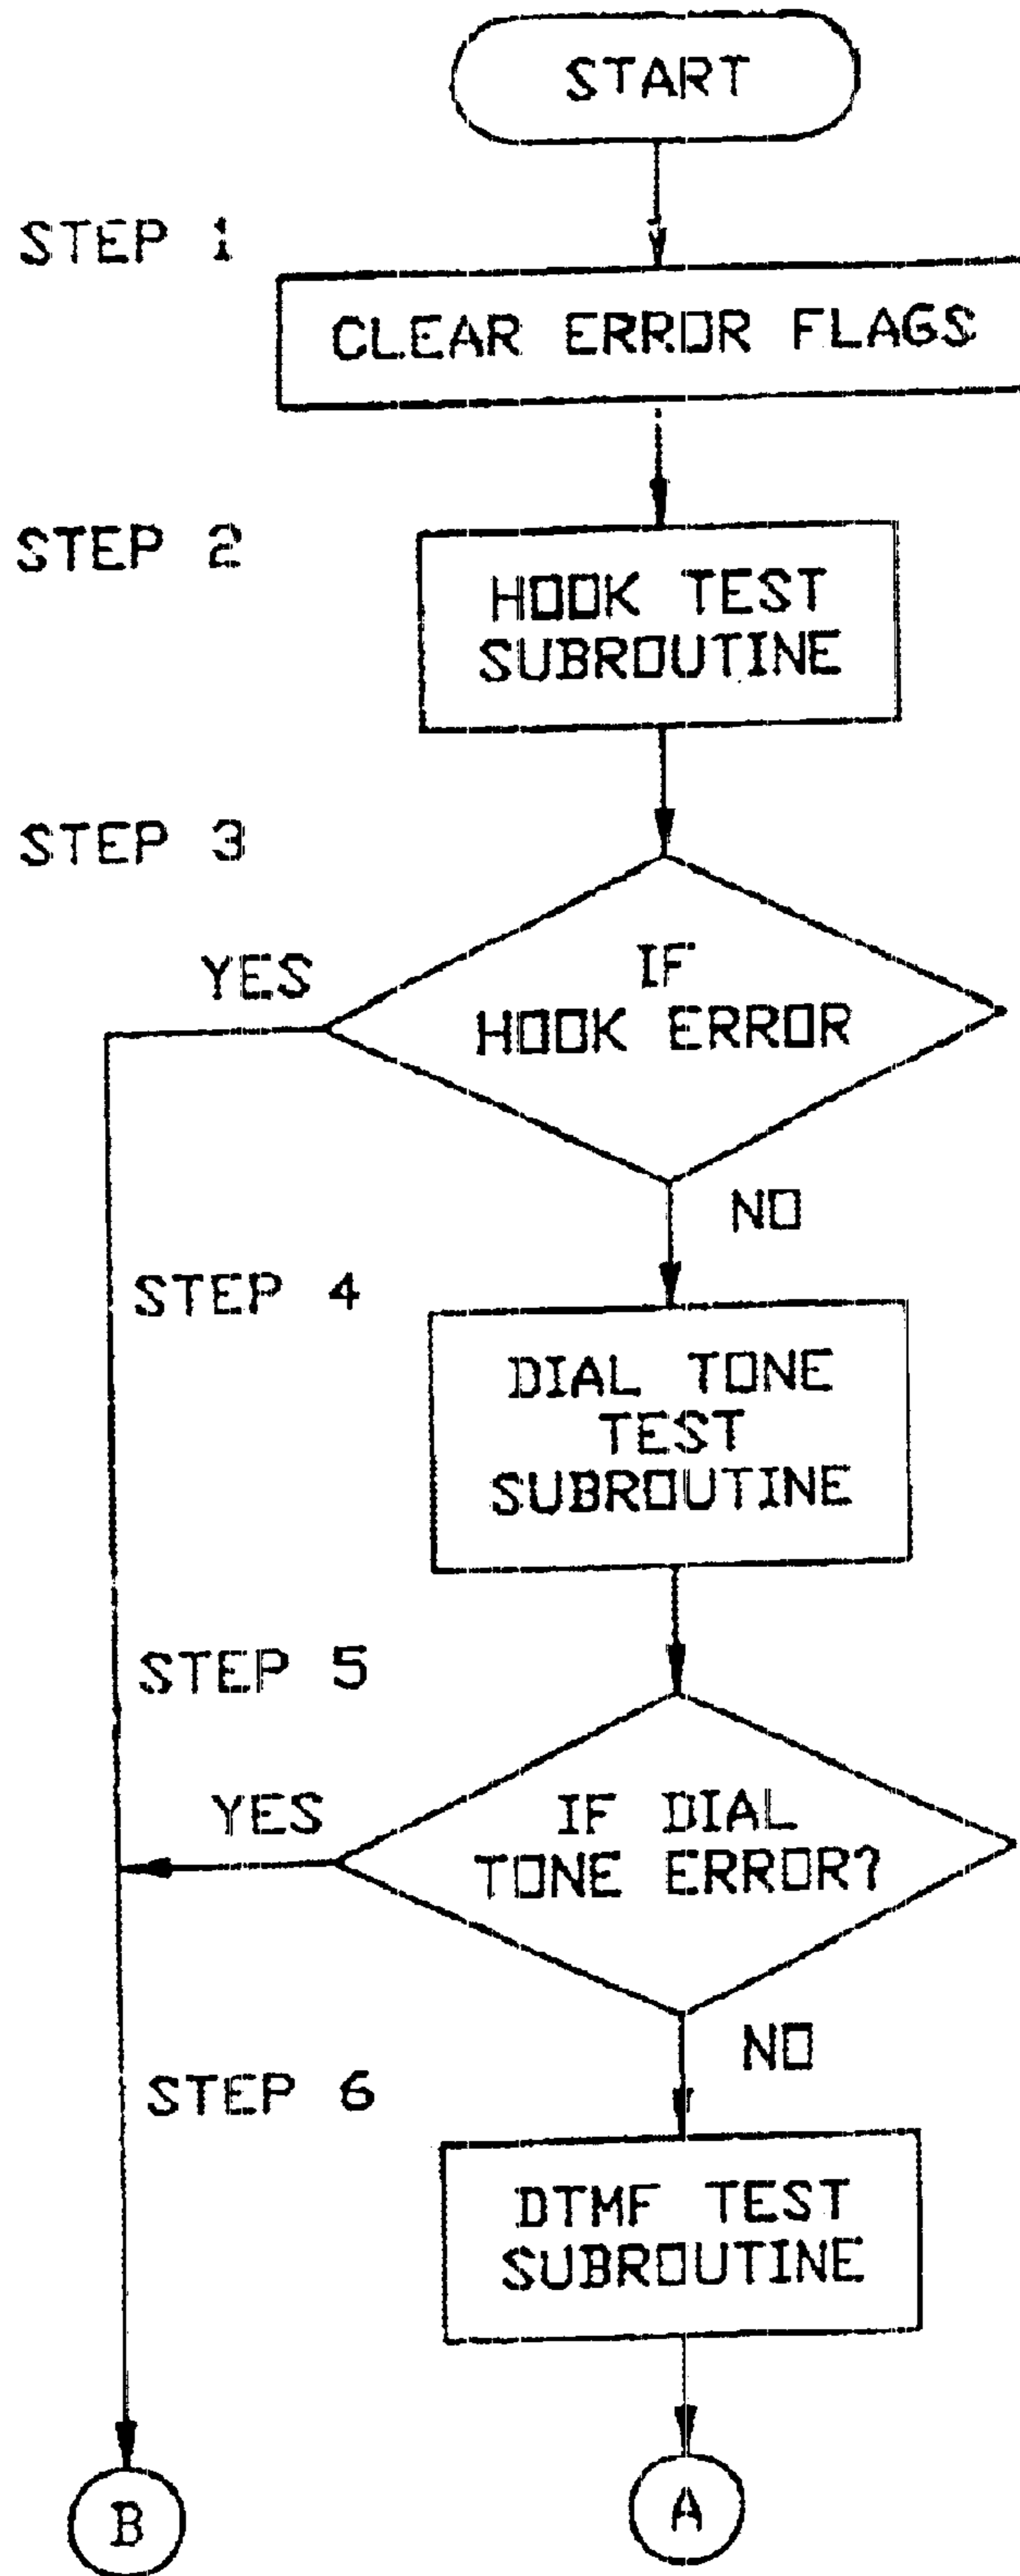 START
STEP 1
CLEAR ERROR FLAGS
STEP 2
HOOK TEST
SUBROUTINE
STEP 3
YES
IF
HOOK ERROR
NO
STEP 4
DIAL TONE
TEST
SUBROUTINE
STEP 5
YES
IF DIAL
TONE ERROR?
NO
STEP 6
DTMF TEST
SUBROUTINE
B
A